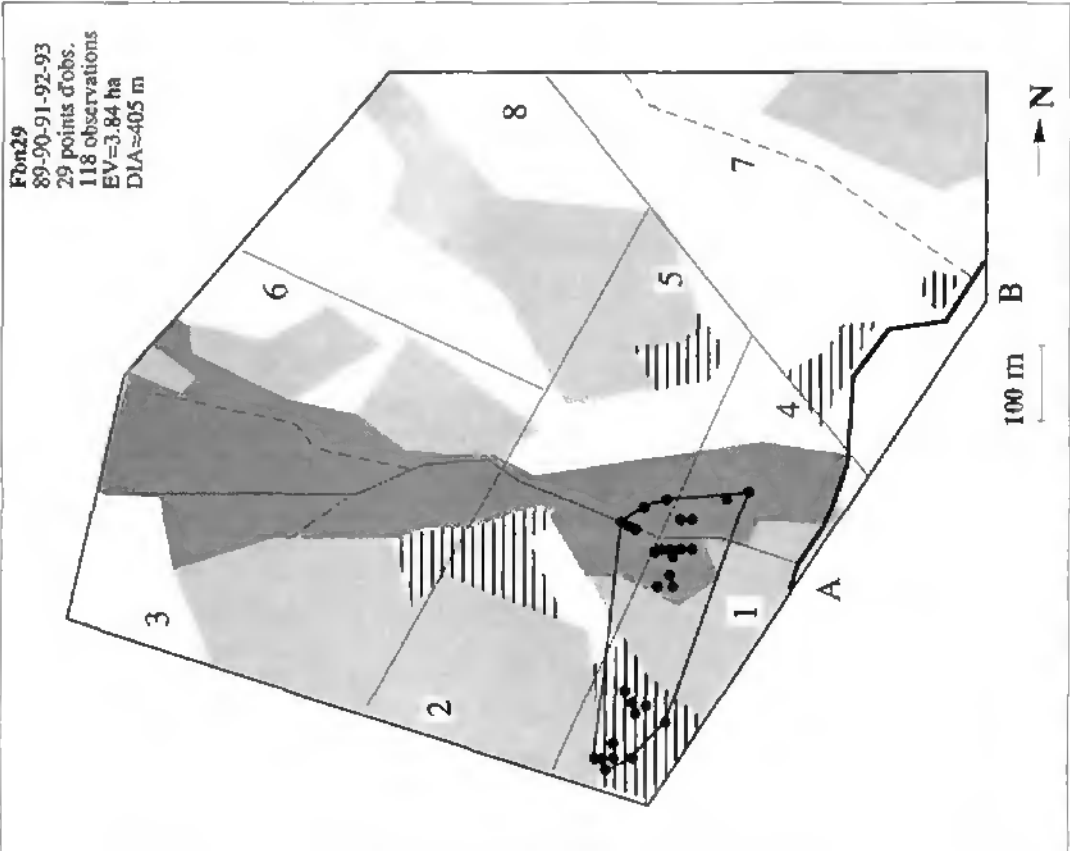 Fbn29
89-90-91-92-93
29 points d'obs.
118 observations
EV=3.84 ha
DIA=405 m
8
7
6
5
4
3
2
1
A
B
100 m
N